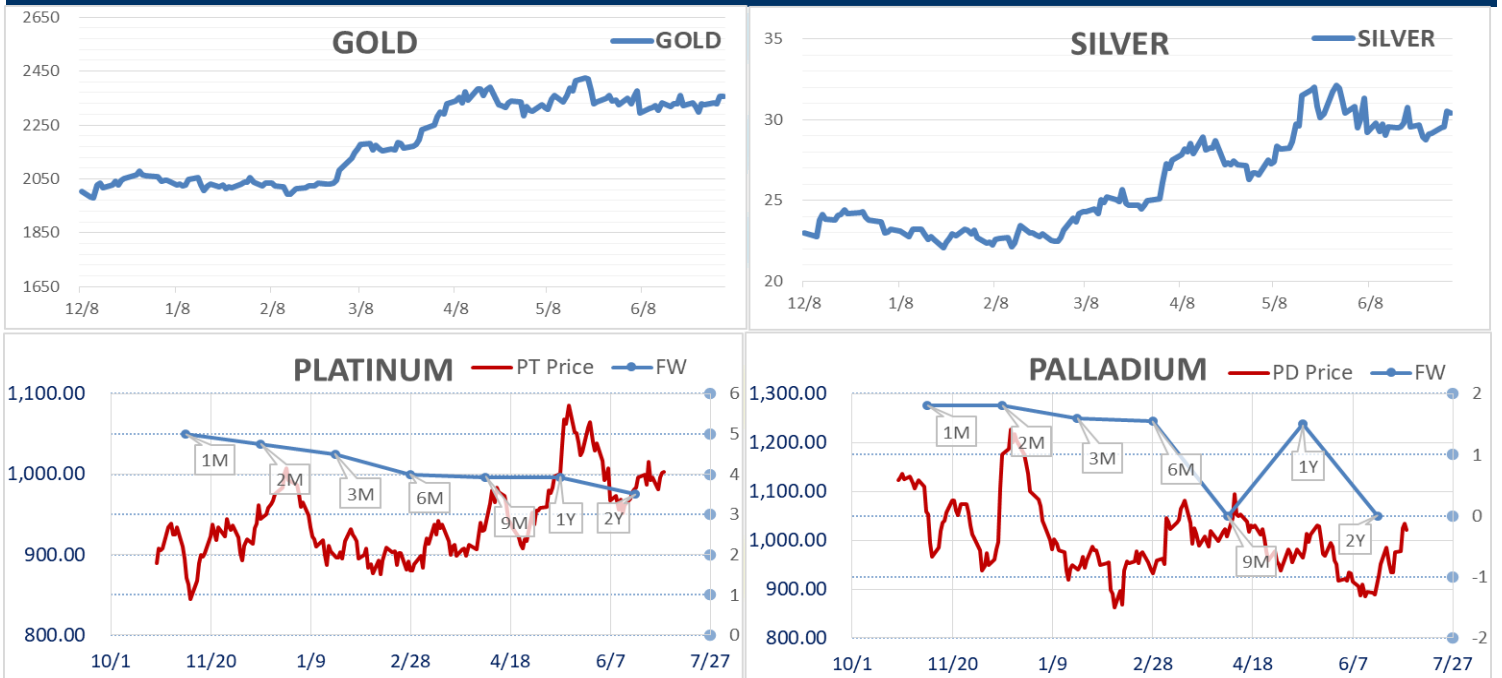 GOLD
GOLD
2650
2450
2250
2050
1850
1650
12/8 1/8 2/8 3/8 4/8 5/8 6/8
SILVER
SILVER
35
30
25
20
12/8 1/8 2/8 3/8 4/8 5/8 6/8
PLATINUM
PT Price FW
1,100.00
1,000.00
900.00
800.00
6
5
4
3
2
1
0
1M
2M
3M
6M
9M
1Y
2Y
10/1 11/20 1/9 2/28 4/18 6/7 7/27
PALLADIUM
PD Price FW
1,300.00
1,200.00
1,100.00
1,000.00
900.00
800.00
2
1
0
-1
-2
1M
2M
3M
6M
9M
1Y
2Y
10/1 11/20 1/9 2/28 4/18 6/7 7/27